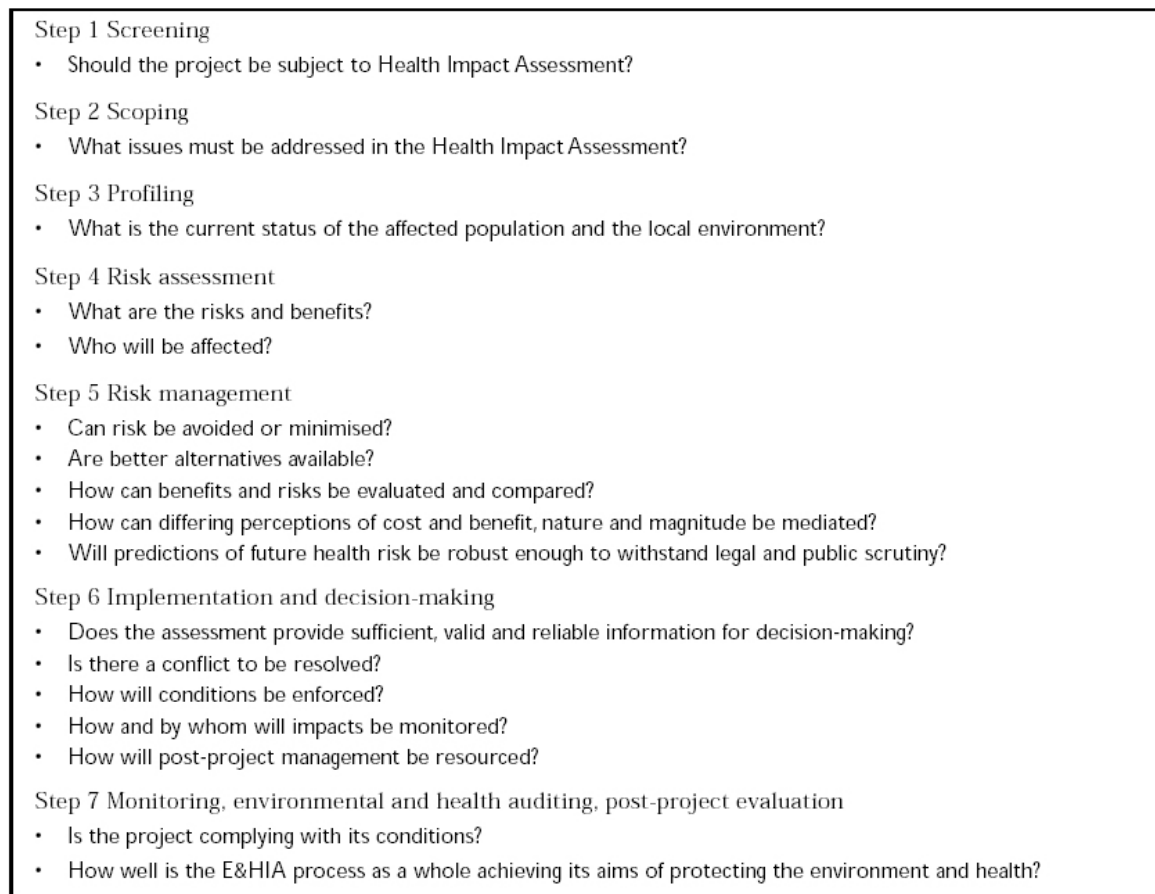 Step 1 Screening
• Should the project be subject to Health Impact Assessment?
Step 2 Scoping
• What issues must be addressed in the Health Impact Assessment?
Step 3 Profiling
• What is the current status of the affected population and the local environment?
Step 4 Risk assessment
• What are the risks and benefits?
• Who will be affected?
Step 5 Risk management
• Can risk be avoided or minimised?
• Are better alternatives available?
• How can benefits and risks be evaluated and compared?
• How can differing perceptions of cost and benefit, nature and magnitude be mediated?
• Will predictions of future health risk be robust enough to withstand legal and public scrutiny?
Step 6 Implementation and decision-making
• Does the assessment provide sufficient, valid and reliable information for decision-making?
• Is there a conflict to be resolved?
• How will conditions be enforced?
• How and by whom will impacts be monitored?
• How will post-project management be resourced?
Step 7 Monitoring, environmental and health auditing, post-project evaluation
• Is the project complying with its conditions?
• How well is the E&HIA process as a whole achieving its aims of protecting the environment and health?